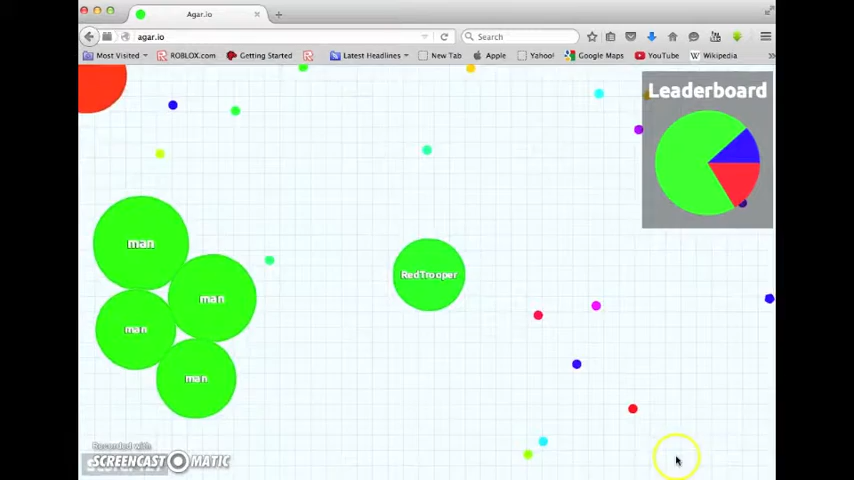 Agar.io
agar.io
Search
Most Visited
ROBLOX.com
Getting Started
Latest Headlines
New Tab
Apple
Yahoo!
Google Maps
YouTube
Wikipedia
Leaderboard
man
RedTrooper
man
man
man
Recorded with
SCREENCAST MATIC